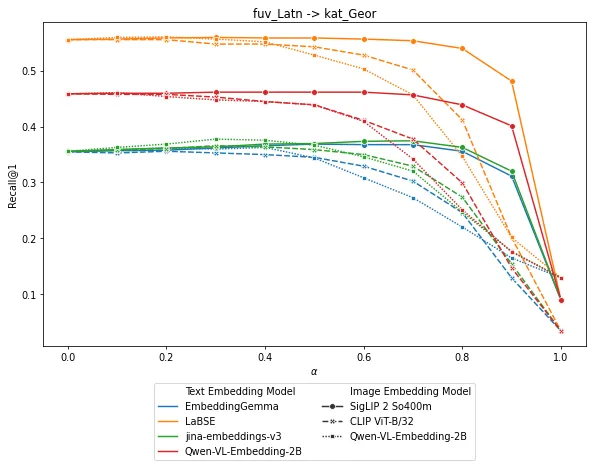 fuv_Latn -> kat_Geor
Recall@1
0.5
0.4
0.3
0.2
0.1
0.0 0.2 0.4 0.6 0.8 1.0
α
Text Embedding Model Image Embedding Model
EmbeddingGemma SigLIP 2 So400m
LaBSE CLIP ViT-B/32
jina-embeddings-v3 Qwen-VL-Embedding-2B
Qwen-VL-Embedding-2B